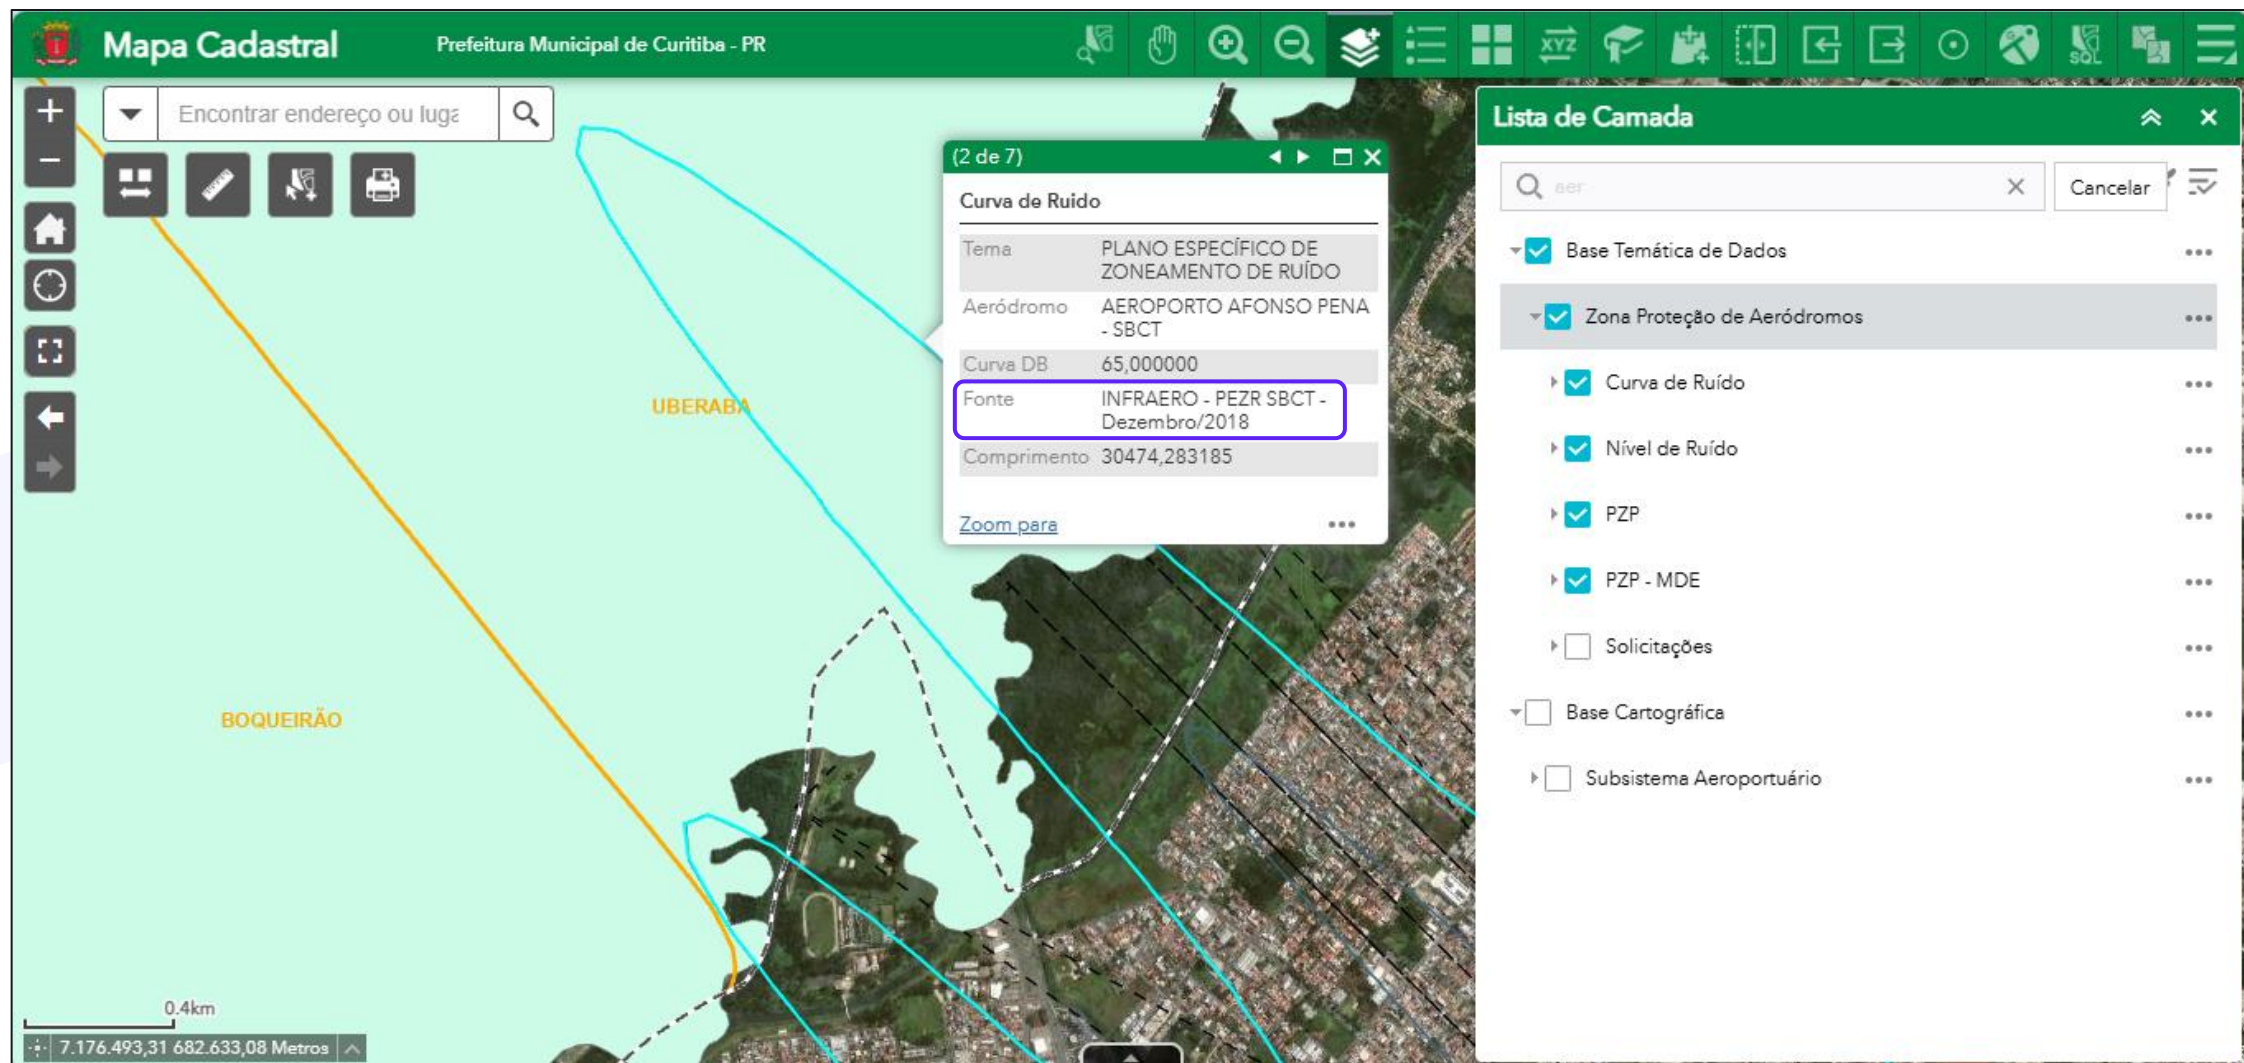 Mapa Cadastral
Prefeitura Municipal de Curitiba - PR
XYZ
SQL
Encontrar endereço ou luga
(2 de 7)
Curva de Ruido
Tema
PLANO ESPECÍFICO DE
ZONEAMENTO DE RUÍDO
Aeródromo
AEROPORTO AFONSO PENA
- SBCT
Curva DB
65,000000
Fonte
INFRAERO - PEZR SBCT -
Dezembro/2018
Comprimento
30474,283185
Zoom para
UBERABA
BOQUEIRÃO
Lista de Camada
aer
Cancelar
Base Temática de Dados
Zona Proteção de Aeródromos
Curva de Ruído
Nível de Ruído
PZP
PZP - MDE
Solicitações
Base Cartográfica
Subsistema Aeroportuário
0.4km
7.176.493,31 682.633,08 Metros